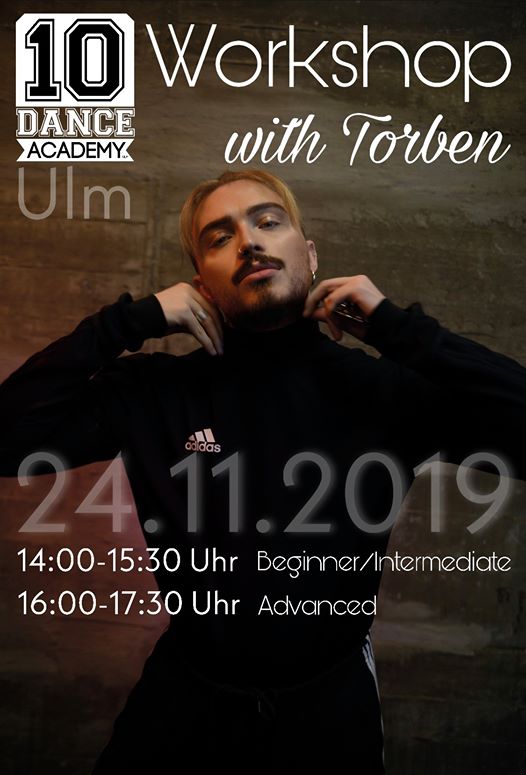 10
DANCE
ACADEMY
Ulm
Workshop
with Torben
adidas
24.11.2019
14:00-15:30 Uhr Beginner/Intermediate
16:00-17:30 Uhr Advanced